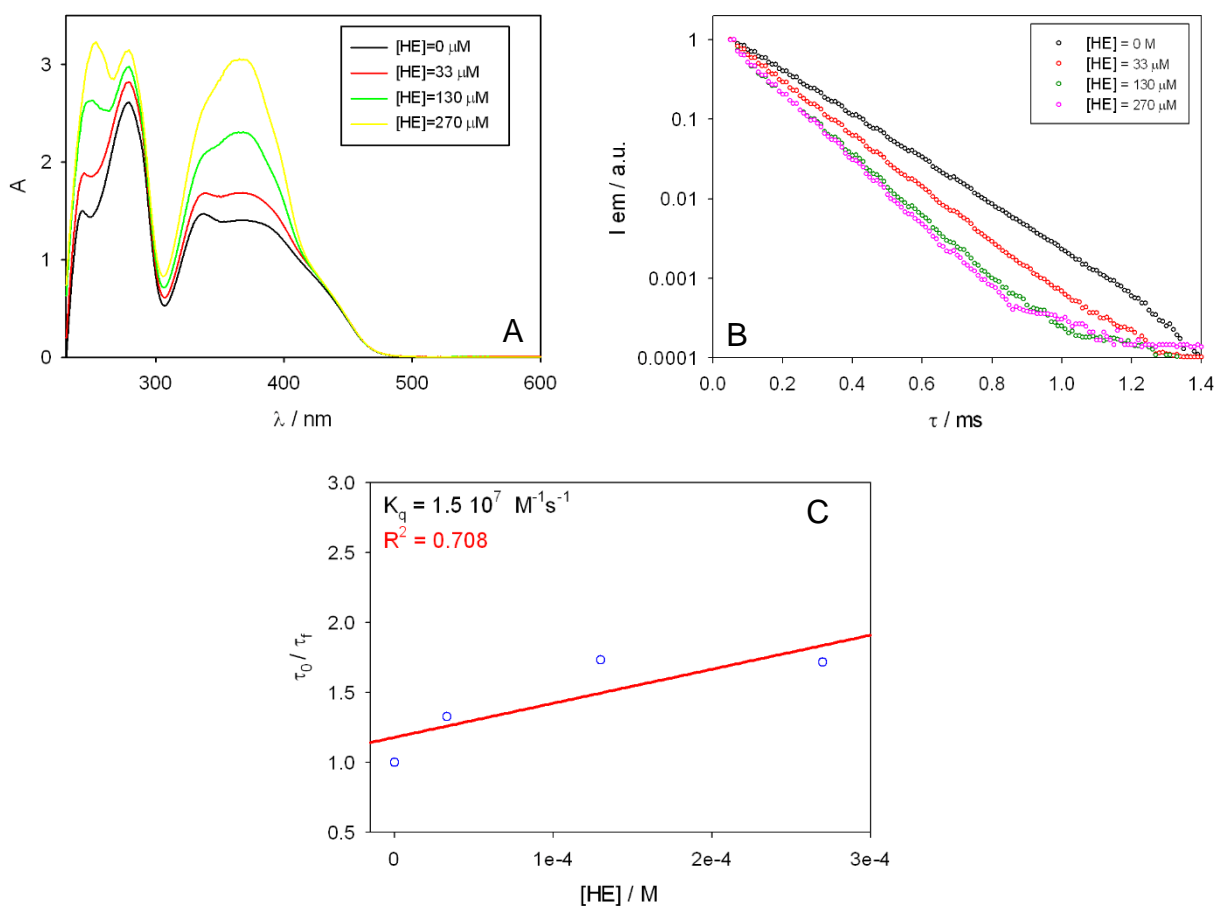 [HE]=0 μM
[HE]=33 μM
[HE]=130 μM
[HE]=270 μM
3
2
1
0
A
A
300
400
500
600
λ / nm
[HE] = 0 M
[HE] = 33 μM
[HE] = 130 μM
[HE] = 270 μM
1
0.1
0.01
0.001
0.0001
I em / a.u.
B
0.0
0.2
0.4
0.6
0.8
1.0
1.2
1.4
τ / ms
Kq = 1.5 10^7 M^-1s^-1
R^2 = 0.708
C
3.0
2.5
2.0
1.5
1.0
0.5
τ0 / τf
0
1e-4
2e-4
3e-4
[HE] / M